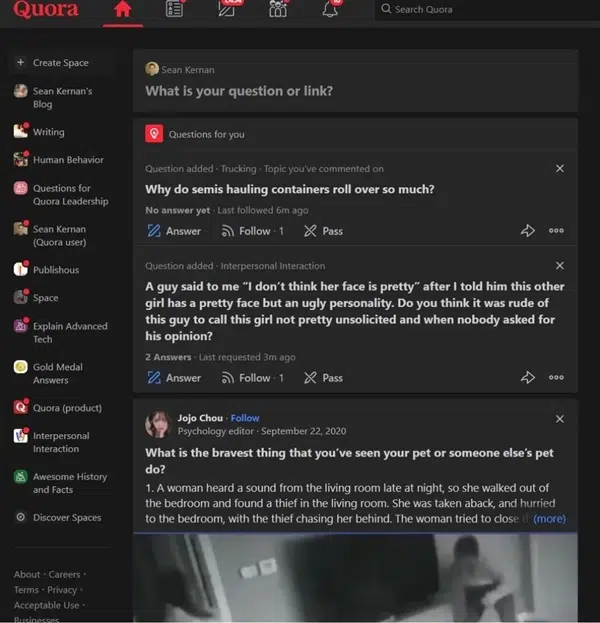 Quora
Search Quora
Create Space
Sean Kernan's
Blog
Writing
Human Behavior
Questions for
Quora Leadership
Sean Kernan
(Quora user)
Publishous
Space
Explain Advanced
Tech
Gold Medal
Answers
Quora (product)
Interpersonal
Interaction
Awesome History
and Facts
Discover Spaces
About · Careers ·
Terms · Privacy ·
Acceptable Use ·
Businesses
Sean Kernan
What is your question or link?
Questions for you
Question added · Trucking · Topic you've commented on
Why do semis hauling containers roll over so much?
No answer yet · Last followed 6m ago
Answer Follow · 1 Pass
Question added · Interpersonal Interaction
A guy said to me “I don’t think her face is pretty” after I told him this other
girl has a pretty face but an ugly personality. Do you think it was rude of
this guy to call this girl not pretty unsolicited and when nobody asked for
his opinion?
2 Answers · Last requested 3m ago
Answer Follow · 1 Pass
Jojo Chou · Follow
Psychology editor · September 22, 2020
What is the bravest thing that you’ve seen your pet or someone else’s pet
do?
1. A woman heard a sound from the living room late at night, so she walked out of
the bedroom and found a thief in the living room. She was taken aback, and hurried
to the bedroom, with the thief chasing her behind. The woman tried to close (more)